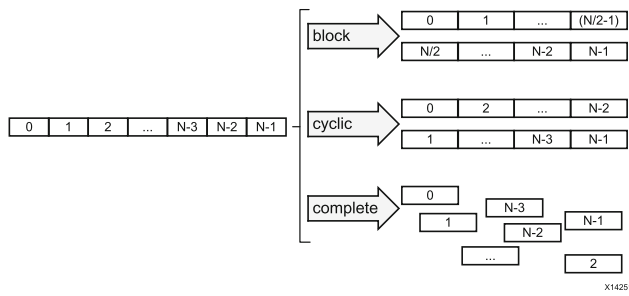 0 1 ... (N/2-1)
block
N/2 ... N-2 N-1
0 2 ... N-2
0 1 2 ... N-3 N-2 N-1
cyclic
1 ... N-3 N-1
0
complete
N-3
1
N-1
N-2
...
2
X1425